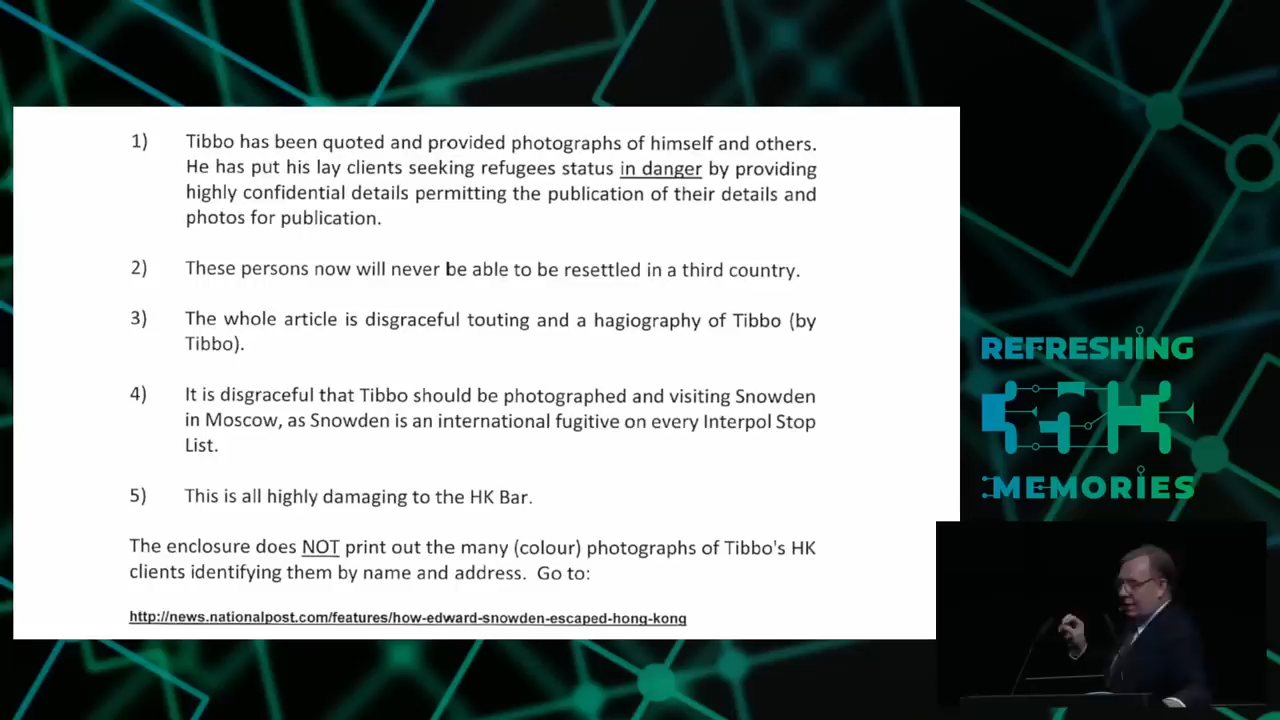 1) Tibbo has been quoted and provided photographs of himself and others.
He has put his lay clients seeking refugees status in danger by providing
highly confidential details permitting the publication of their details and
photos for publication.
2) These persons now will never be able to be resettled in a third country.
3) The whole article is disgraceful touting and a hagiography of Tibbo (by
Tibbo).
4) It is disgraceful that Tibbo should be photographed and visiting Snowden
in Moscow, as Snowden is an international fugitive on every Interpol Stop
List.
5) This is all highly damaging to the HK Bar.
The enclosure does NOT print out the many (colour) photographs of Tibbo's HK
clients identifying them by name and address. Go to:
http://news.nationalpost.com/features/how-edward-snowden-escaped-hong-kong
REFRESHING
MEMORIES